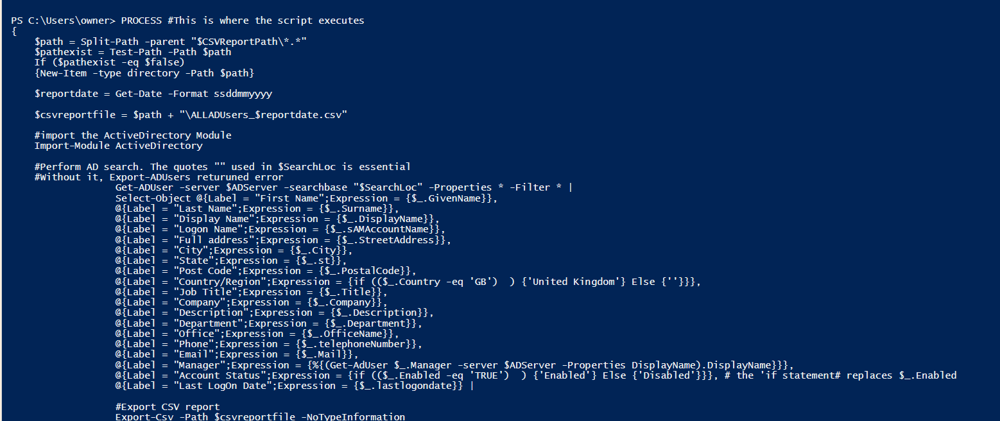 PS C:\Users\owner> PROCESS #This is where the script executes
{
    $path = Split-Path -parent "$CSVReportPath\*.*"
    $pathexist = Test-Path -Path $path
    If ($pathexist -eq $false)
    {New-Item -type directory -Path $path}
    $reportdate = Get-Date -Format ssddmmyyyy
    $csvreportfile = $path + "\ALLADUsers_$reportdate.csv"
    #import the ActiveDirectory Module
    Import-Module ActiveDirectory
    #Perform AD search. The quotes "" used in $SearchLoc is essential
    #Without it, Export-ADUsers returuned error
                  Get-ADUser -server $ADServer -searchbase "$SearchLoc" -Properties * -Filter * |
                  Select-Object @{Label = "First Name";Expression = {$_.GivenName}},
                  @{Label = "Last Name";Expression = {$_.Surname}},
                  @{Label = "Display Name";Expression = {$_.DisplayName}},
                  @{Label = "Logon Name";Expression = {$_.sAMAccountName}},
                  @{Label = "Full address";Expression = {$_.StreetAddress}},
                  @{Label = "City";Expression = {$_.City}},
                  @{Label = "State";Expression = {$_.st}},
                  @{Label = "Post Code";Expression = {$_.PostalCode}},
                  @{Label = "Country/Region";Expression = {if (($_.Country -eq 'GB')  ) {'United Kingdom'} Else {''}}},
                  @{Label = "Job Title";Expression = {$_.Title}},
                  @{Label = "Company";Expression = {$_.Company}},
                  @{Label = "Description";Expression = {$_.Description}},
                  @{Label = "Department";Expression = {$_.Department}},
                  @{Label = "Office";Expression = {$_.OfficeName}},
                  @{Label = "Phone";Expression = {$_.telephoneNumber}},
                  @{Label = "Email";Expression = {$_.Mail}},
                  @{Label = "Manager";Expression = {%{(Get-AdUser $_.Manager -server $ADServer -Properties DisplayName).DisplayName}}},
                  @{Label = "Account Status";Expression = {if (($_.Enabled -eq 'TRUE')  ) {'Enabled'} Else {'Disabled'}}}, # the 'if statement# replaces $_.Enabled
                  @{Label = "Last LogOn Date";Expression = {$_.lastlogondate}} |
                  #Export CSV report
                  Export-Csv -Path $csvreportfile -NoTypeInformation